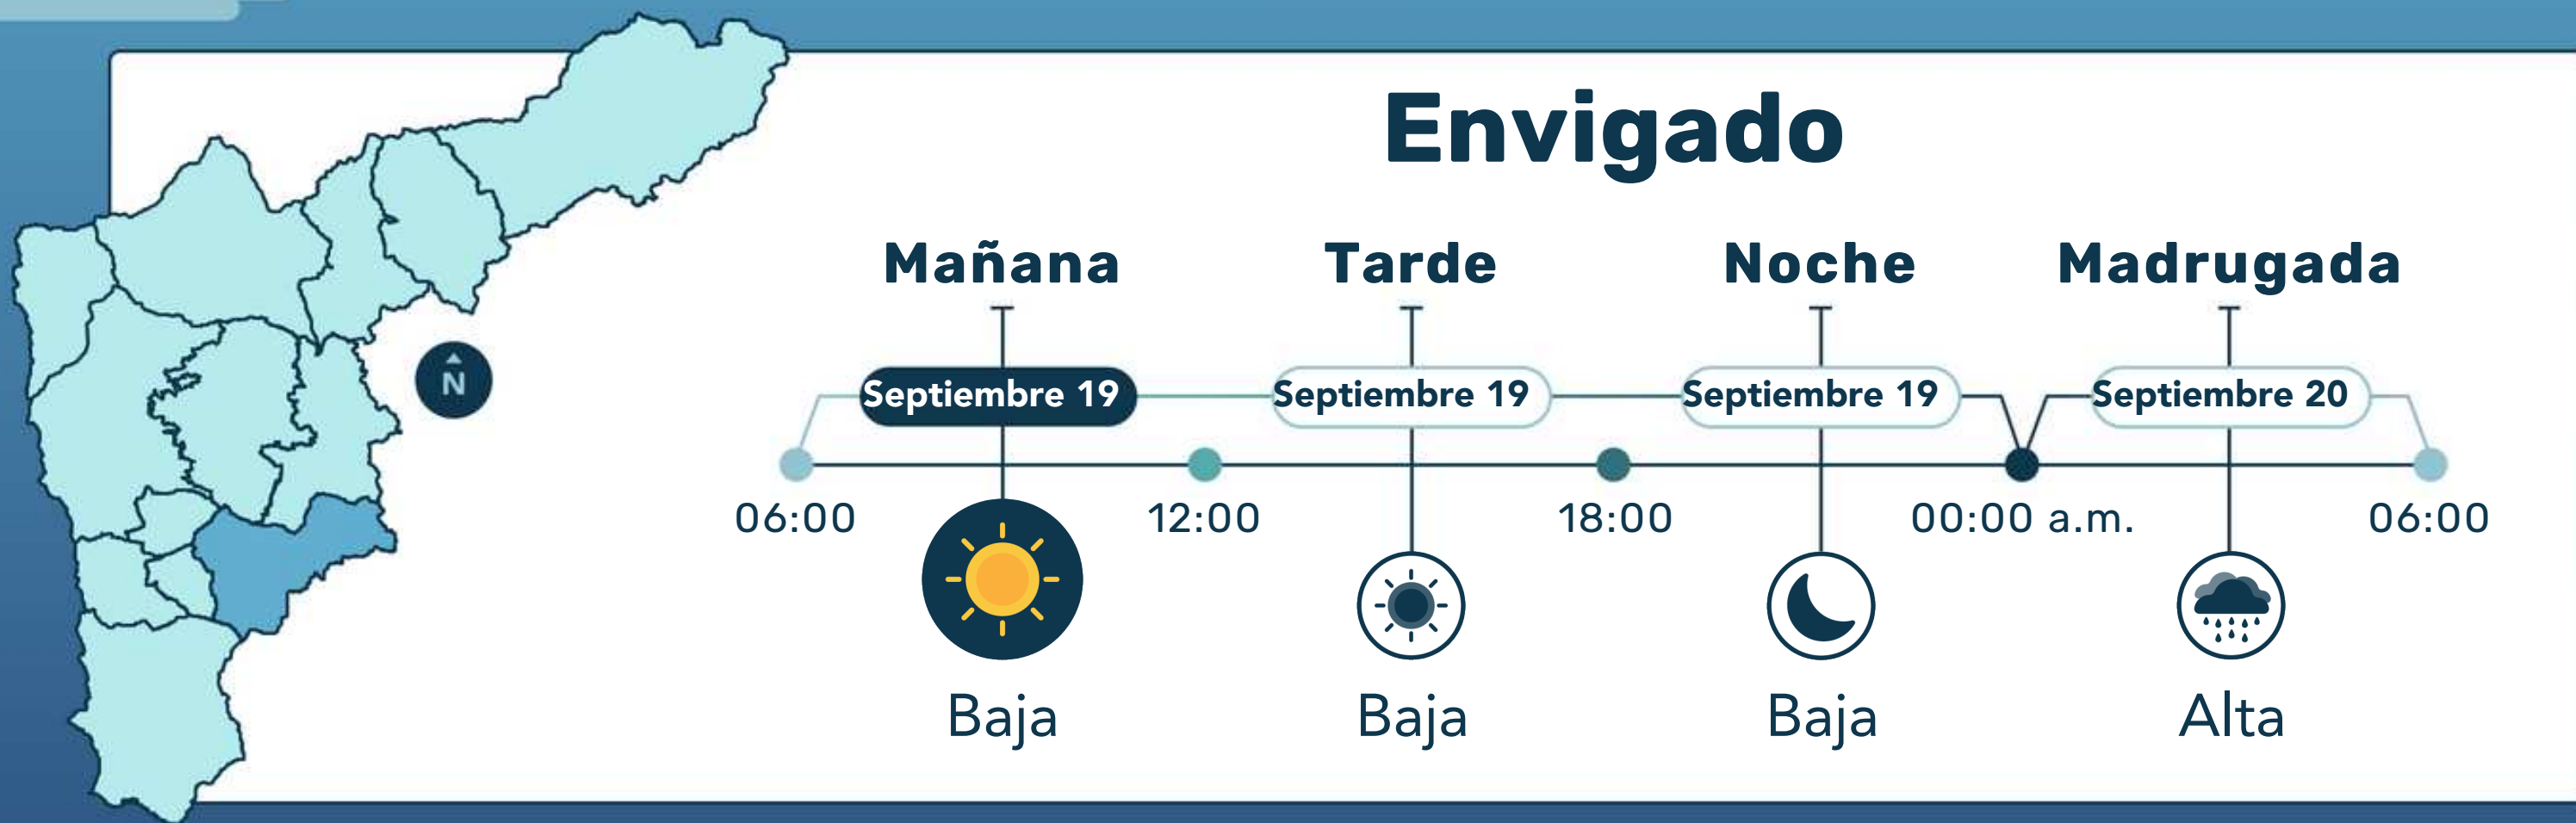 Envigado
Mañana Tarde Noche Madrugada
N
Septiembre 19 Septiembre 19 Septiembre 19 Septiembre 20
06:00 12:00 18:00 00:00 a.m. 06:00
Baja Baja Baja Alta